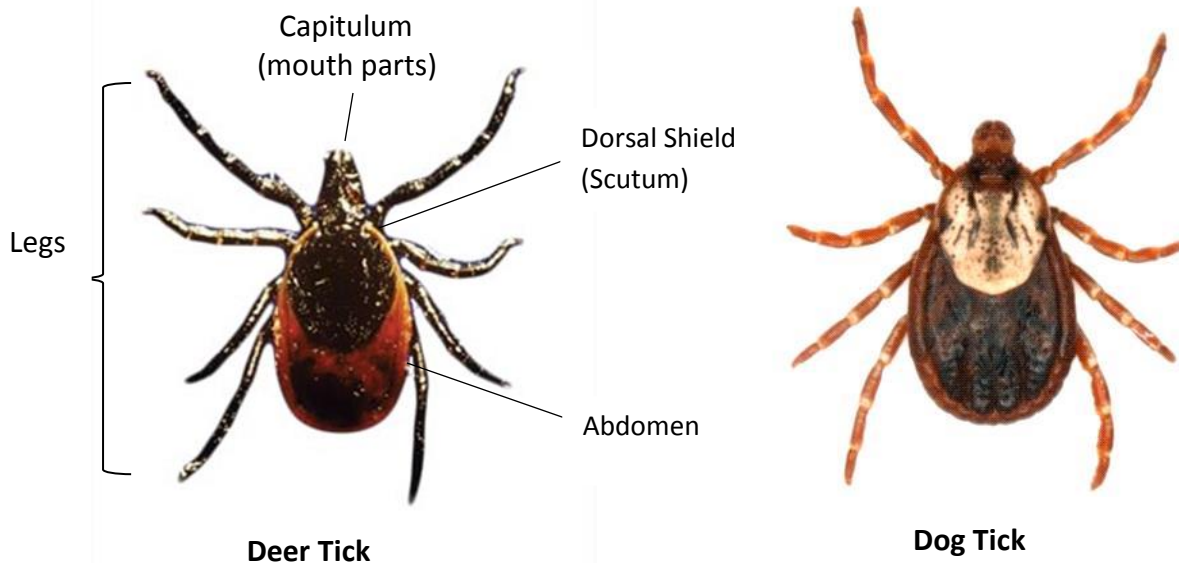 Capitulum
(mouth parts)
Dorsal Shield
(Scutum)
Legs
Abdomen
Deer Tick
Dog Tick